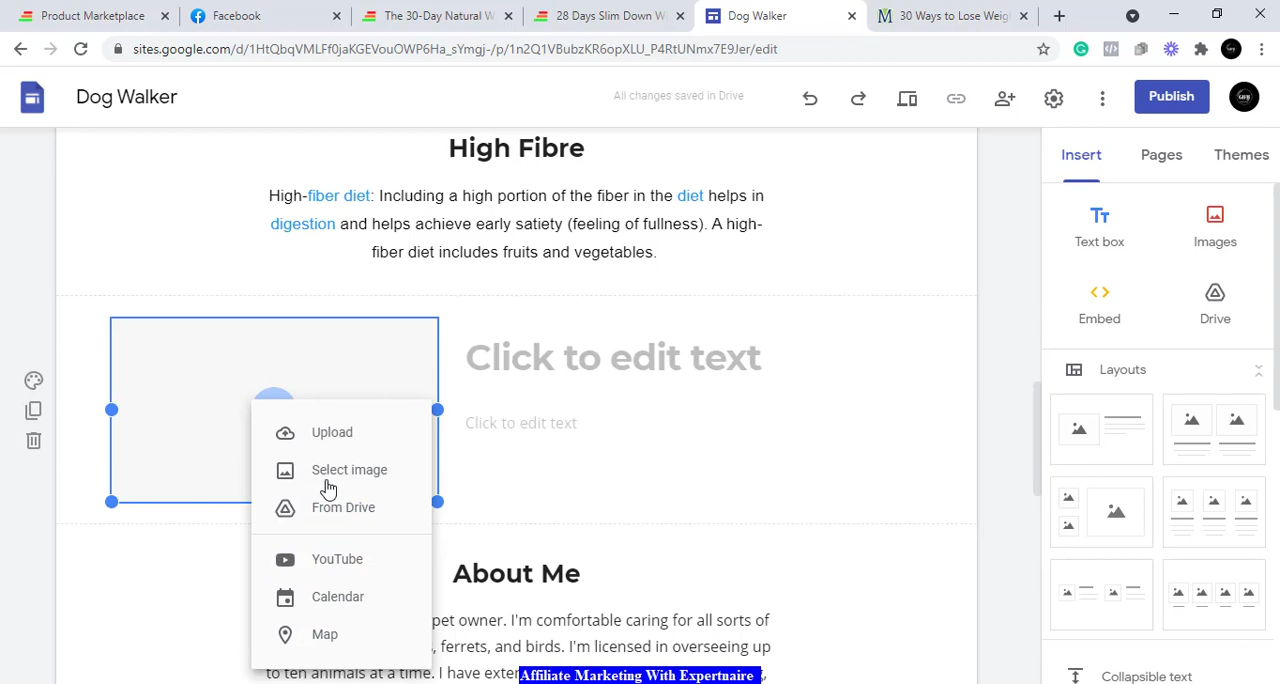 Product Marketplace
Facebook
The 30-Day Natural W
28 Days Slim Down W
Dog Walker
30 Ways to Lose Weig
sites.google.com/d/1HtQbqVMLFf0jaKGEVouOWP6Ha_sYmgj-/p/1n2Q1VBubzKR6opXLU_P4RtUNmx7E9Jer/edit
Dog Walker
All changes saved in Drive
Publish
High Fibre
High-fiber diet: Including a high portion of the fiber in the diet helps in
digestion and helps achieve early satiety (feeling of fullness). A high-
fiber diet includes fruits and vegetables.
Click to edit text
Click to edit text
Upload
Select image
From Drive
YouTube
Calendar
Map
About Me
pet owner. I'm comfortable caring for all sorts of
, ferrets, and birds. I'm licensed in overseeing up
to ten animals at a time. I have exten
Affiliate Marketing With Expertnaire
Insert
Pages
Themes
Text box
Images
Embed
Drive
Layouts
Collapsible text